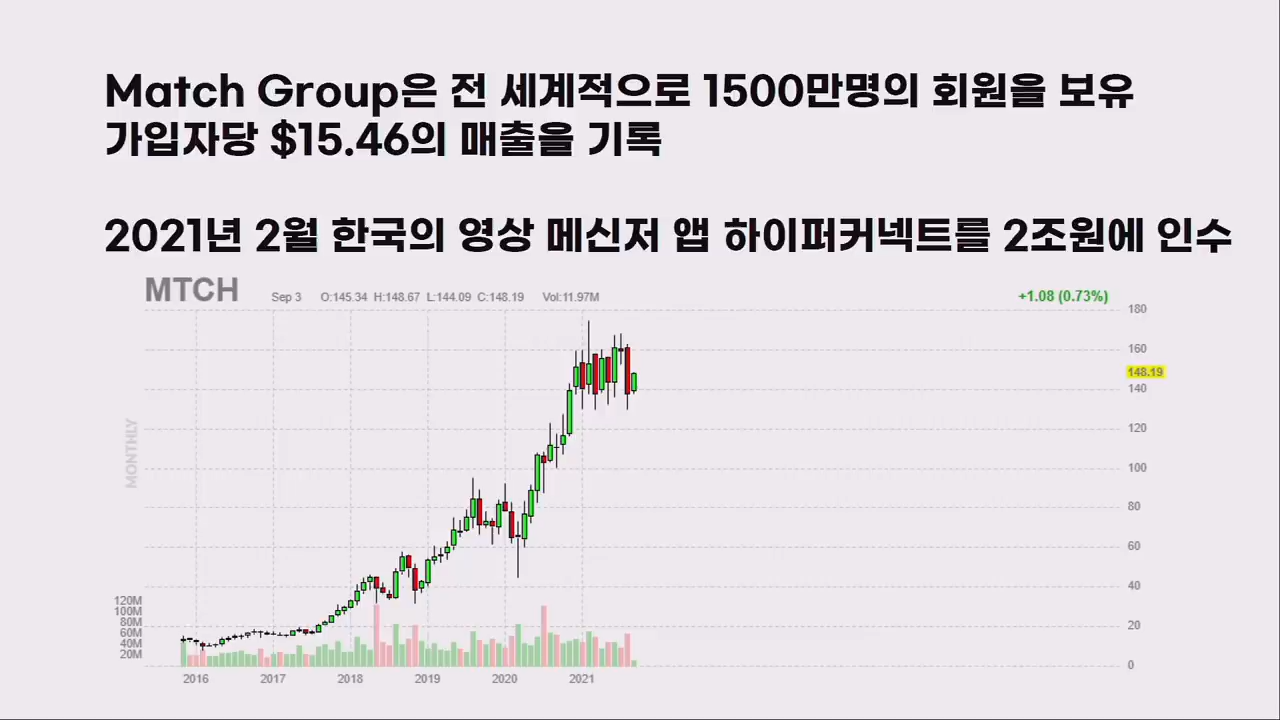 Match Group은 전 세계적으로 1500만명의 회원을 보유
가입자당 $15.46의 매출을 기록
2021년 2월 한국의 영상 메신저 앱 하이퍼커넥트를 2조원에 인수
MTCH Sep 3 O:145.34 H:148.67 L:144.09 C:148.19 Vol:11.97M +1.08 (0.73%)
180
160
148.19
140
120
MONTHLY
100
80
60
40
120M
100M
80M
60M
20
40M
20M
0
2016 2017 2018 2019 2020 2021